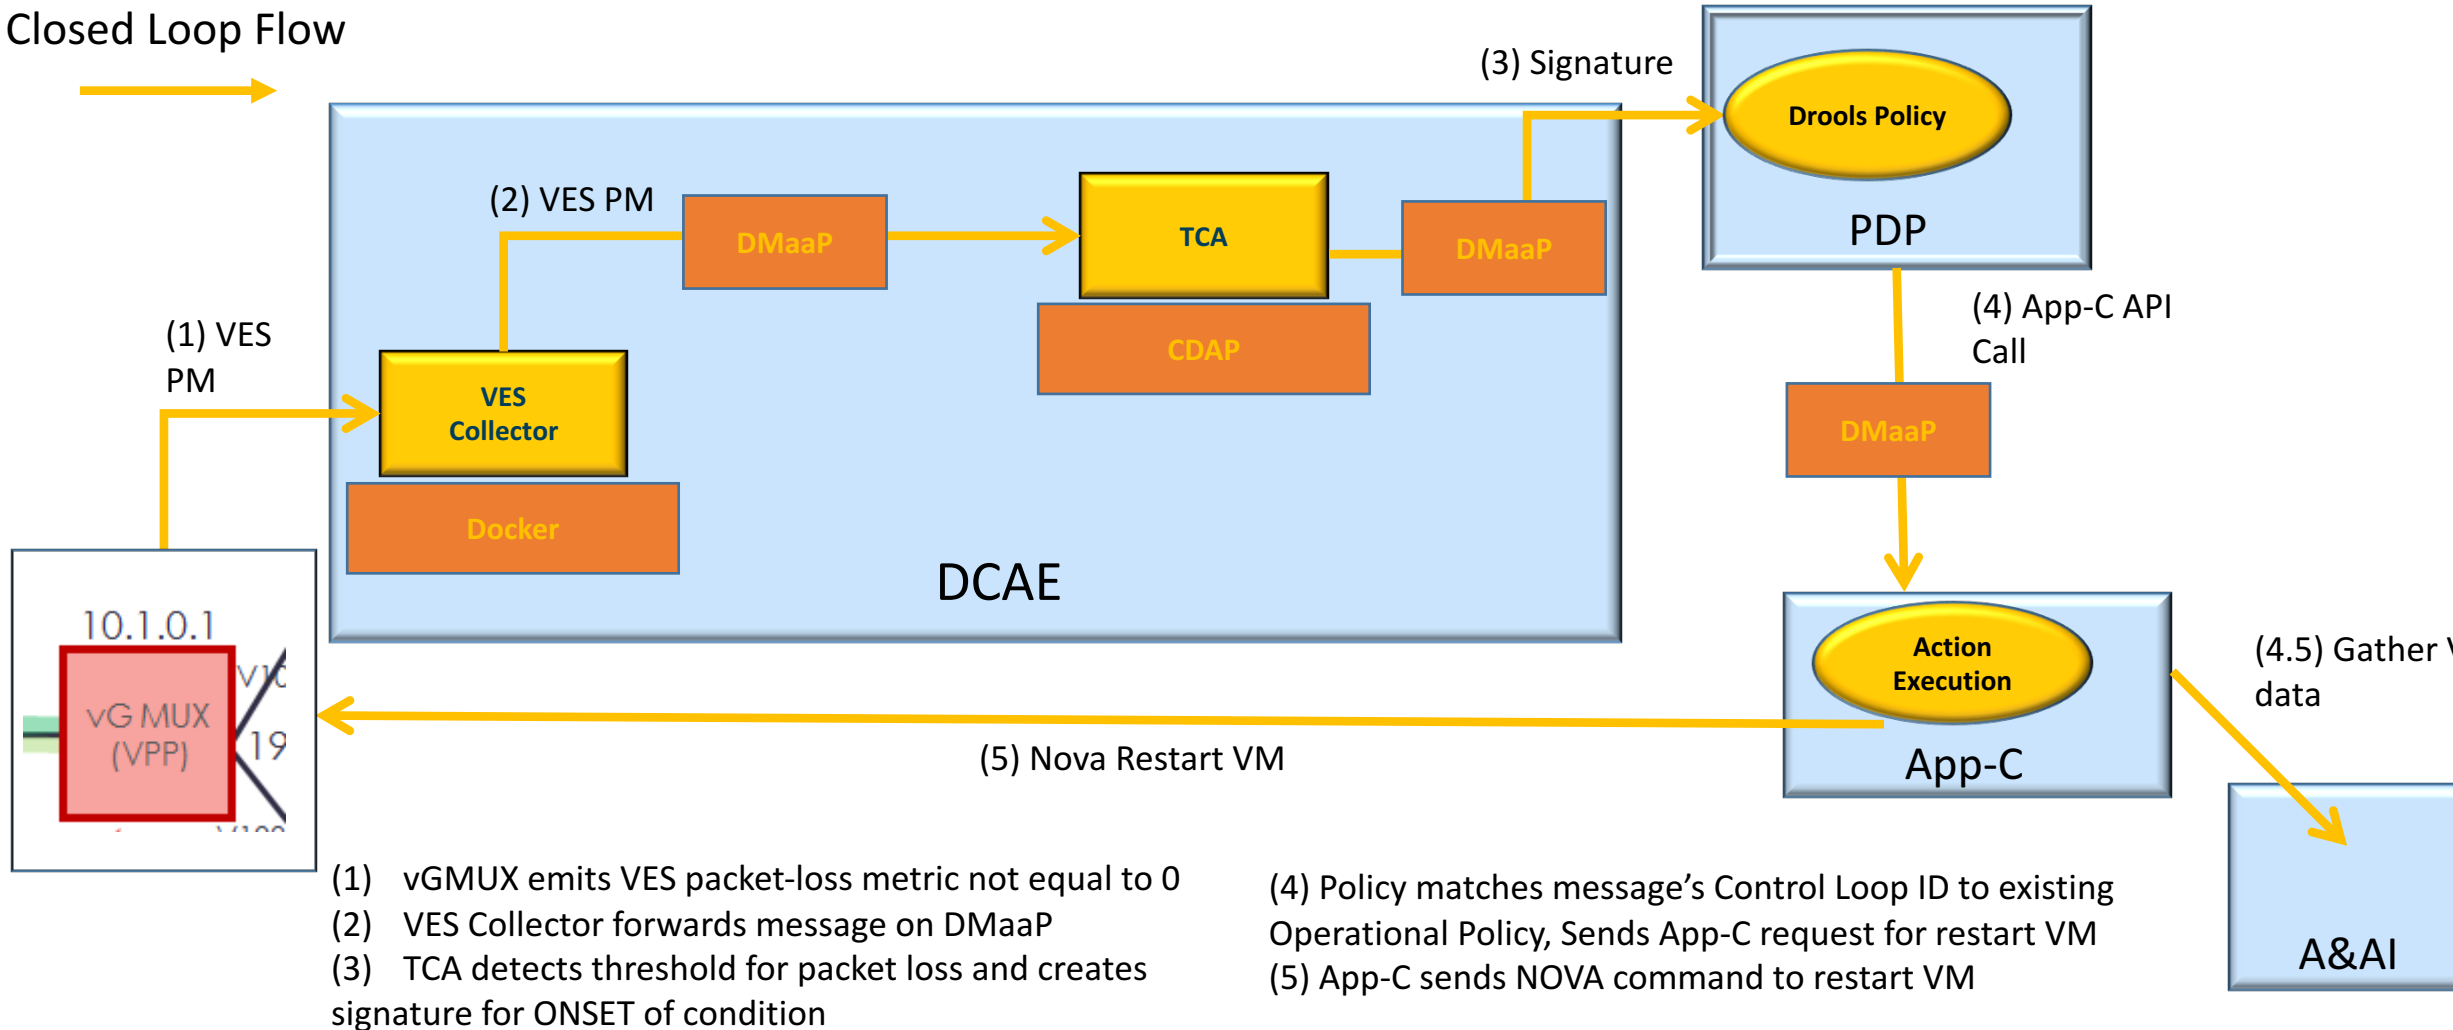 Closed Loop Flow
(3) Signature
Drools Policy
PDP
(2) VES PM
DMaaP
TCA
DMaaP
CDAP
(1) VES
PM
VES
Collector
Docker
DCAE
(4) App-C API
Call
DMaaP
10.1.0.1
vG MUX
(VPP)
19
Action
Execution
App-C
(4.5) Gather
data
(5) Nova Restart VM
A&AI
(1) vGMUX emits VES packet-loss metric not equal to 0
(2) VES Collector forwards message on DMaaP
(3) TCA detects threshold for packet loss and creates
signature for ONSET of condition
(4) Policy matches message’s Control Loop ID to existing
Operational Policy, Sends App-C request for restart VM
(5) App-C sends NOVA command to restart VM